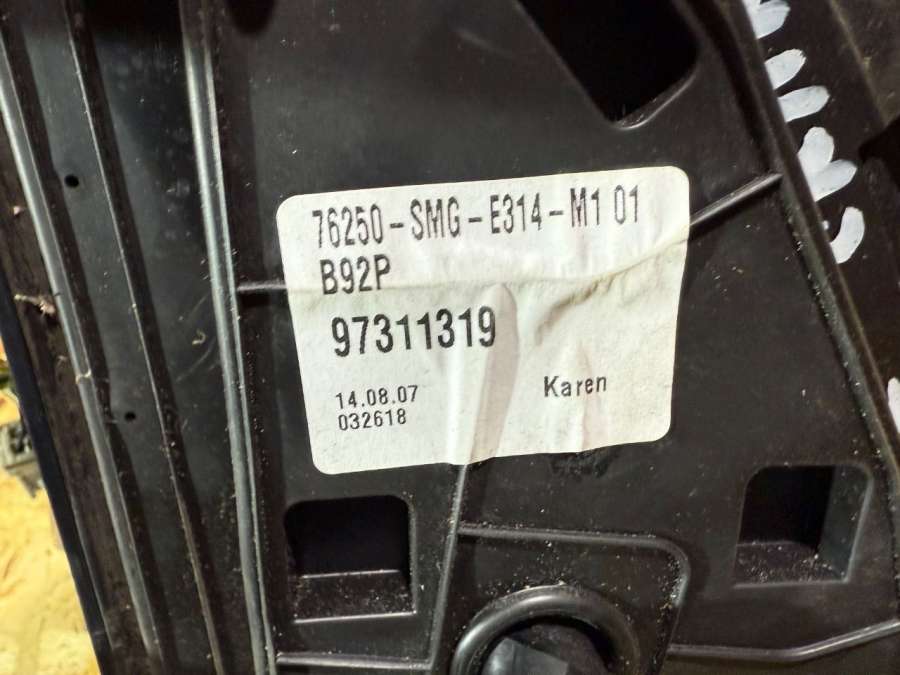 76250-SMG-E314-M1 01
B92P
97311319
14.08.07
032618
Karen